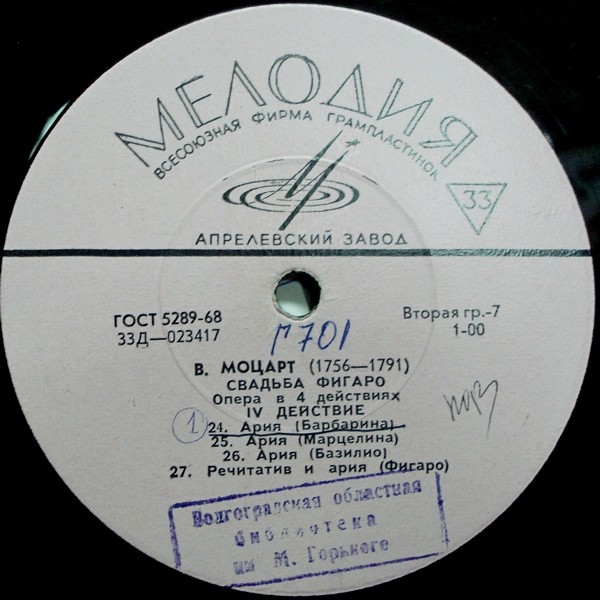 МЕЛОДИЯ
ВСЕСОЮЗНАЯ ФИРМА ГРАМПЛАСТИНОК
33
АПРЕЛЕВСКИЙ ЗАВОД
ГОСТ 5289-68
Вторая гр.-7
33Д—023417
1-00
Г701
В. МОЦАРТ (1756—1791)
СВАДЬБА ФИГАРО
Опера в 4 действиях
IV ДЕЙСТВИЕ
1 24. Ария (Барбарина)
25. Ария (Марцелина)
26. Ария (Базилио)
27. Речитатив и ария (Фигаро)
Волгоградская областная
библиотека
им М. Горького